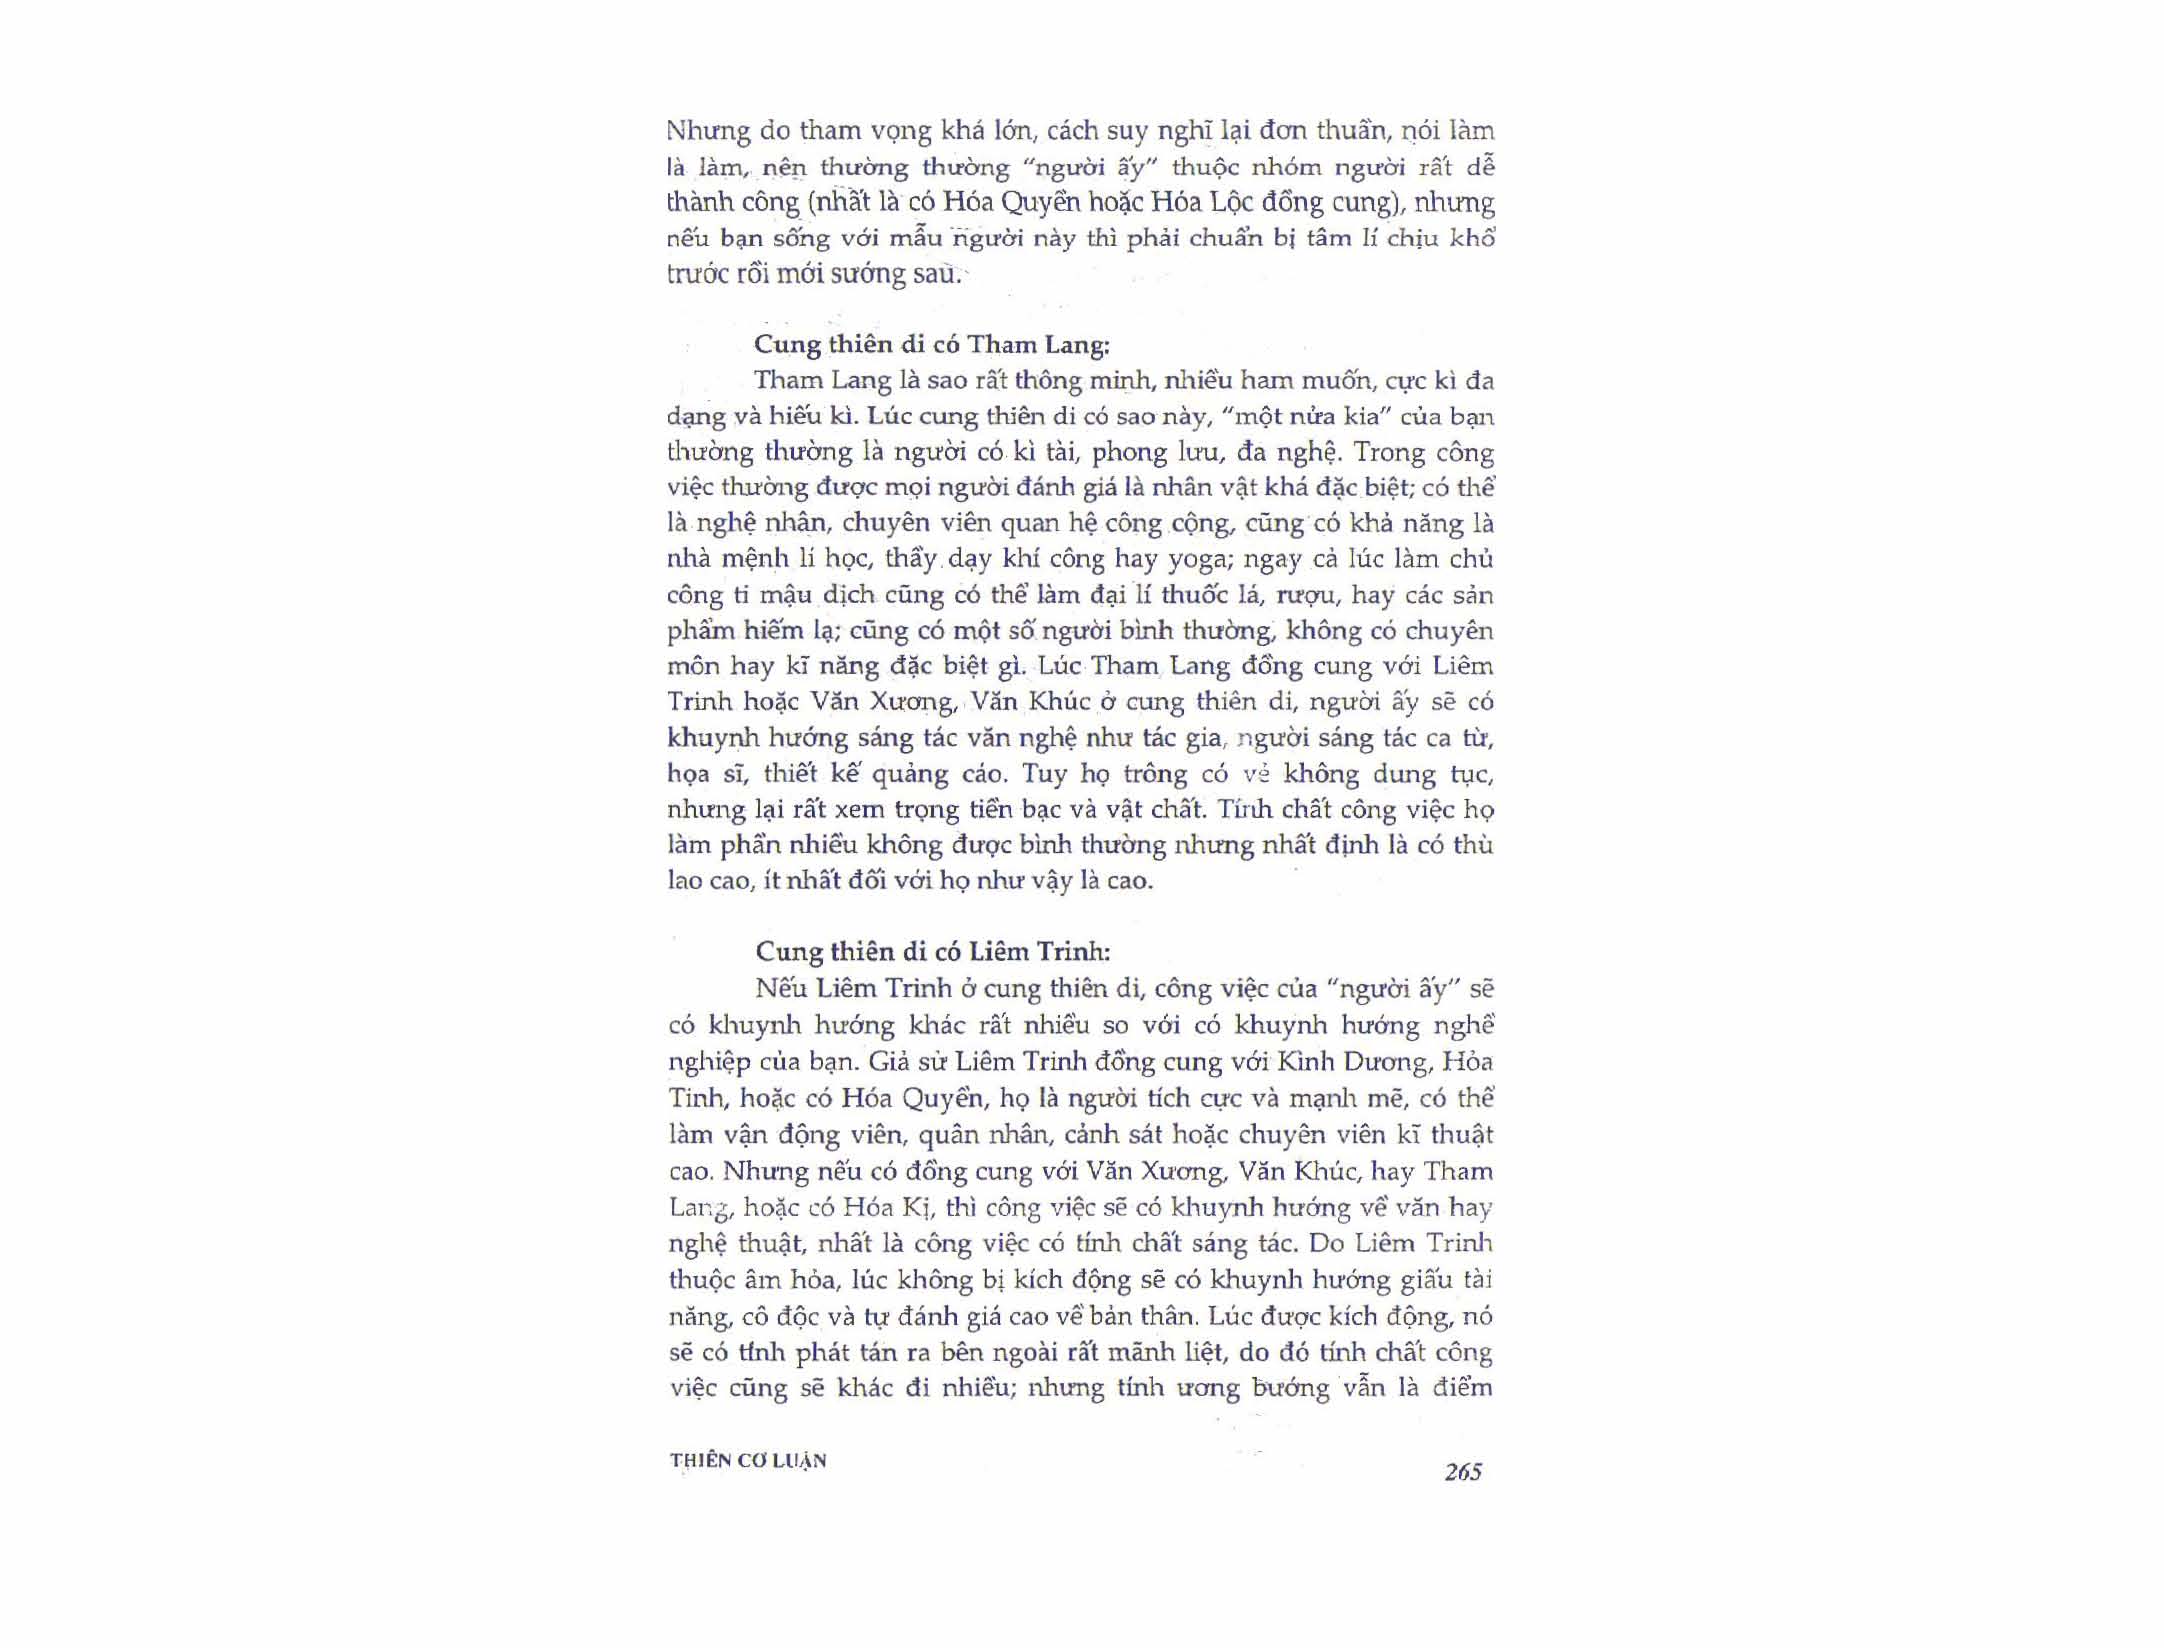 Nhưng do tham vọng khá lớn, cách suy nghĩ lại đơn thuần, nói làm
là làm, nên thường thường "người ấy" thuộc nhóm người rất dễ
thành công (nhất là có Hóa Quyền hoặc Hóa Lộc đồng cung), nhưng
nếu bạn sống với mẫu người này thì phải chuẩn bị tâm lí chịu khổ
trước rồi mới sướng sau.
Cung thiên di có Tham Lang:
Tham Lang là sao rất thông minh, nhiều ham muốn, cực kì đa
dạng và hiếu kì. Lúc cung thiên di có sao này, "một nửa kia" của bạn
thường thường là người có kì tài, phong lưu, đa nghệ. Trong công
việc thường được mọi người đánh giá là nhân vật khá đặc biệt; có thể
là nghệ nhân, chuyên viên quan hệ công cộng, cũng có khả năng là
nhà mệnh lí học, thầy dạy khí công hay yoga; ngay cả lúc làm chủ
công ti mậu dịch cũng có thể làm đại lí thuốc lá, rượu, hay các sản
phẩm hiếm lạ; cũng có một số người bình thường, không có chuyên
môn hay kĩ năng đặc biệt gì. Lúc Tham Lang đồng cung với Liêm
Trinh hoặc Văn Xương, Văn Khúc ở cung thiên di, người ấy sẽ có
khuynh hướng sáng tác văn nghệ như tác gia, người sáng tác ca từ,
họa sĩ, thiết kế quảng cáo. Tuy họ trông có vẻ không dung tục,
nhưng lại rất xem trọng tiền bạc và vật chất. Tính chất công việc họ
làm phần nhiều không được bình thường nhưng nhất định là có thù
lao cao, ít nhất đối với họ như vậy là cao.
Cung thiên di có Liêm Trinh:
Nếu Liêm Trinh ở cung thiên di, công việc của "người ấy" sẽ
có khuynh hướng khác rất nhiều so với có khuynh hướng nghề
nghiệp của bạn. Giả sử Liêm Trinh đồng cung với Kình Dương, Hỏa
Tinh, hoặc có Hóa Quyền, họ là người tích cực và mạnh mẽ, có thể
làm vận động viên, quân nhân, cảnh sát hoặc chuyên viên kĩ thuật
cao. Nhưng nếu có đồng cung với Văn Xương, Văn Khúc, hay Tham
Lang, hoặc có Hóa Kị, thì công việc sẽ có khuynh hướng về văn hay
nghệ thuật, nhất là công việc có tính chất sáng tác. Do Liêm Trinh
thuộc âm hỏa, lúc không bị kích động sẽ có khuynh hướng giấu tài
năng, cô độc và tự đánh giá cao về bản thân. Lúc được kích động, nó
sẽ có tính phát tán ra bên ngoài rất mãnh liệt, do đó tính chất công
việc cũng sẽ khác đi nhiều; nhưng tính ương bướng vẫn là điểm
THIÊN CƠ LUẬN
265